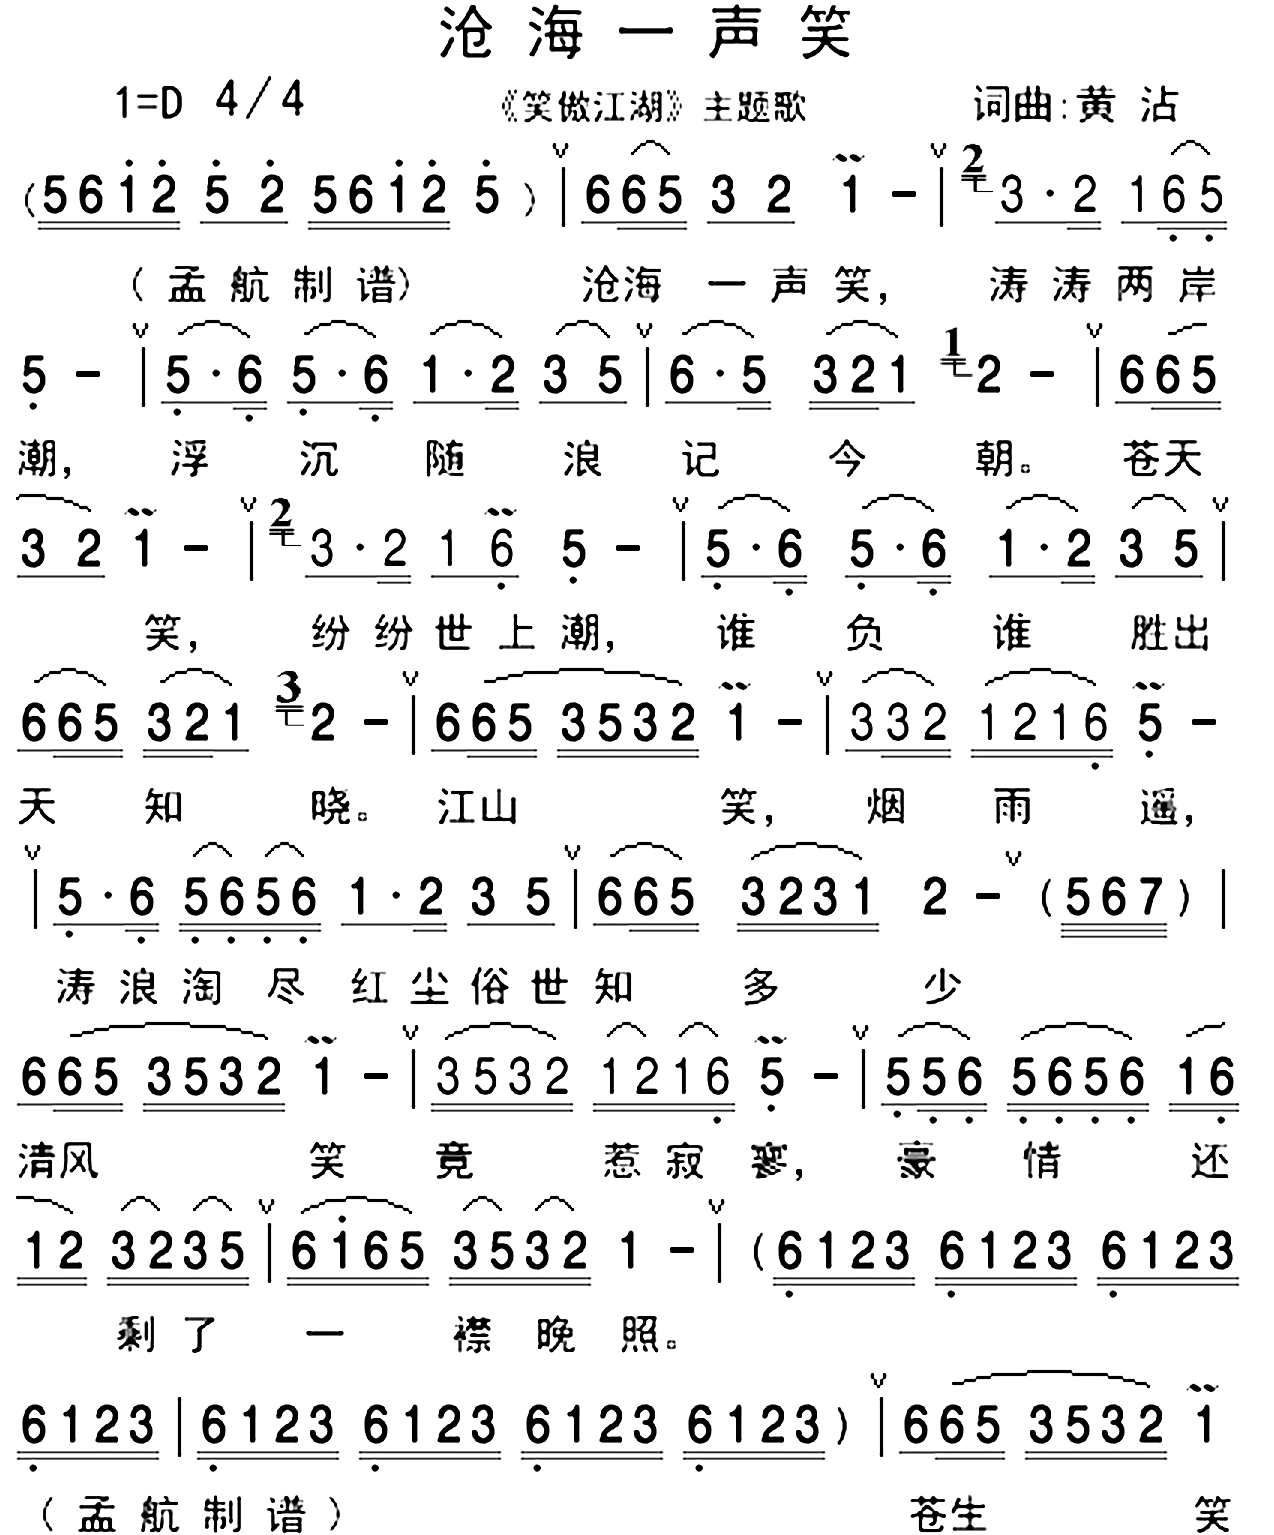 沧海一声笑
1=D 4/4 《笑傲江湖》主题歌 词曲:黄沾
(5612 52 5612 5) | 665 32 1 - | 2 3·2 165
(孟航制谱) 沧海一声笑, 涛涛两岸
5 - | 5·6 5·6 1·2 35 | 6·5 321 1 2 - | 665
潮, 浮沉随浪记今朝。苍天
32 1 - | 2 3·2 16 5 - | 5·6 5·6 1·2 35 |
笑, 纷纷世上潮, 谁负谁胜出
665 321 3 2 - | 665 3532 1 - | 332 1216 5 -
天知晓。江山笑, 烟雨遥,
| 5·6 5656 1·2 35 | 665 3231 2 - (567) |
涛浪淘尽红尘俗世知多少
665 3532 1 - | 3532 1216 5 - | 556 5656 16
清风笑竟惹寂寥, 豪情还
12 3235 | 6165 3532 1 - | (6123 6123 6123
剩了一襟晚照。
6123 | 6123 6123 6123 6123) | 665 3532 1
(孟航制谱) 苍生笑